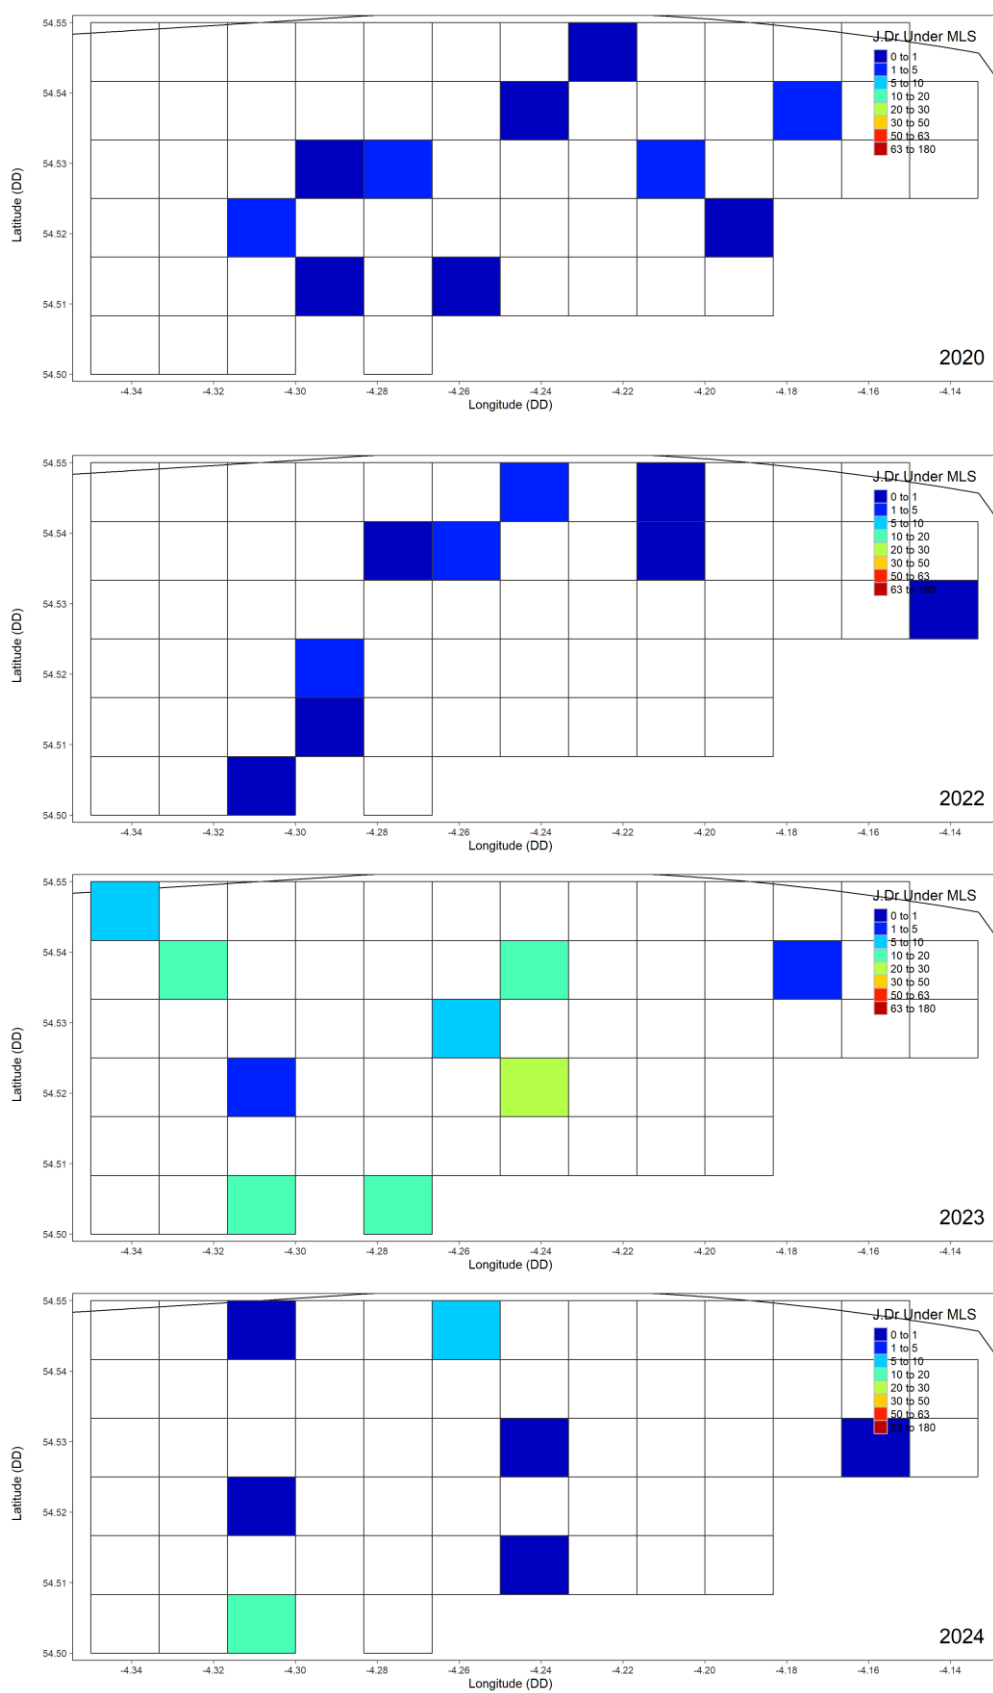 54.55
54.54
54.53
54.52
54.51
54.50
Latitude (DD)
J.Dr Under MLS
0 to 1
1 to 5
5 to 10
10 to 20
20 to 30
30 to 50
50 to 63
63 to 180
2020
-4.34 -4.32 -4.30 -4.28 -4.26 -4.24 -4.22 -4.20 -4.18 -4.16 -4.14
Longitude (DD)
54.55
54.54
54.53
54.52
54.51
54.50
Latitude (DD)
J.Dr Under MLS
0 to 1
1 to 5
5 to 10
10 to 20
20 to 30
30 to 50
50 to 63
63 to 180
2022
-4.34 -4.32 -4.30 -4.28 -4.26 -4.24 -4.22 -4.20 -4.18 -4.16 -4.14
Longitude (DD)
54.55
54.54
54.53
54.52
54.51
54.50
Latitude (DD)
J.Dr Under MLS
0 to 1
1 to 5
5 to 10
10 to 20
20 to 30
30 to 50
50 to 63
63 to 180
2023
-4.34 -4.32 -4.30 -4.28 -4.26 -4.24 -4.22 -4.20 -4.18 -4.16 -4.14
Longitude (DD)
54.55
54.54
54.53
54.52
54.51
54.50
Latitude (DD)
J.Dr Under MLS
0 to 1
1 to 5
5 to 10
10 to 20
20 to 30
30 to 50
50 to 63
63 to 180
2024
-4.34 -4.32 -4.30 -4.28 -4.26 -4.24 -4.22 -4.20 -4.18 -4.16 -4.14
Longitude (DD)